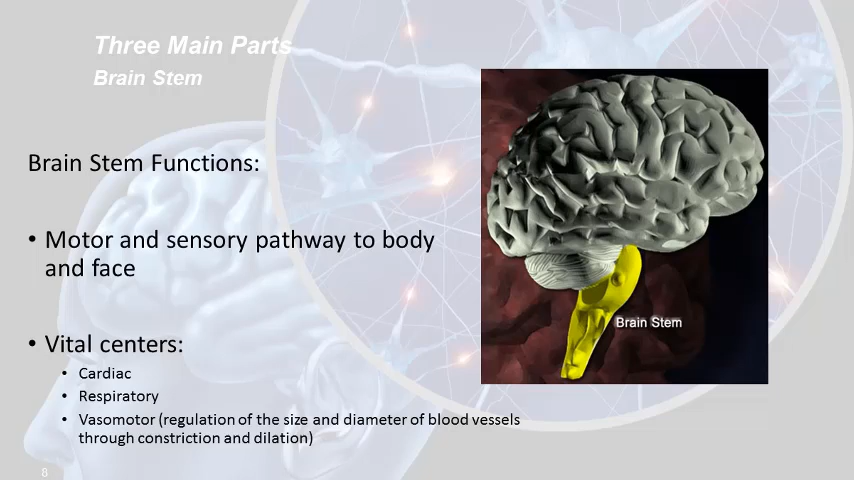 Three Main Parts
Brain Stem
Brain Stem Functions:
• Motor and sensory pathway to body
and face
• Vital centers:
• Cardiac
• Respiratory
• Vasomotor (regulation of the size and diameter of blood vessels
through constriction and dilation)
Brain Stem
8